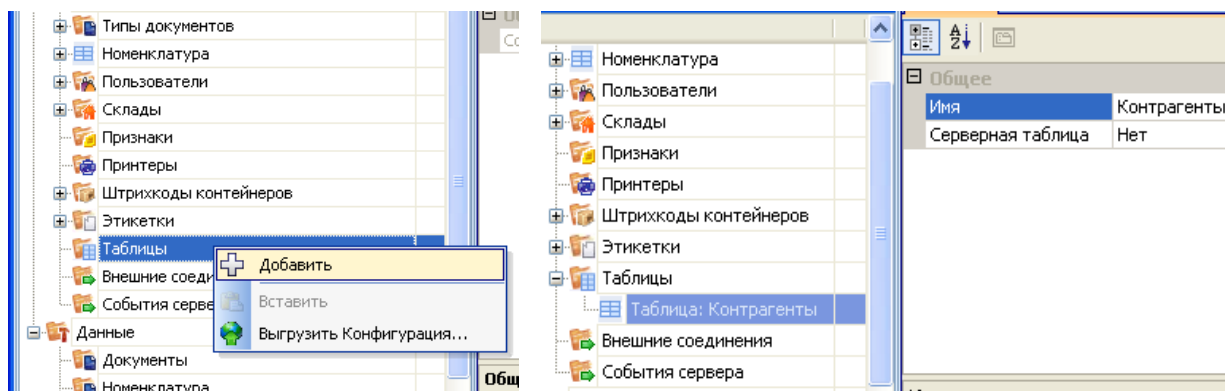 Типы документов
Номенклатура
Пользователи
Склады
Признаки
Принтеры
Штрихкоды контейнеров
Этикетки
Таблицы
Внешние соеди
События серве
Данные
Документы
Номенклатура
Добавить
Вставить
Выгрузить Конфигурация...
Общ
Номенклатура
Пользователи
Склады
Признаки
Принтеры
Штрихкоды контейнеров
Этикетки
Таблицы
Таблица: Контрагенты
Внешние соединения
События сервера
Общее
Имя Контрагенты
Серверная таблица Нет